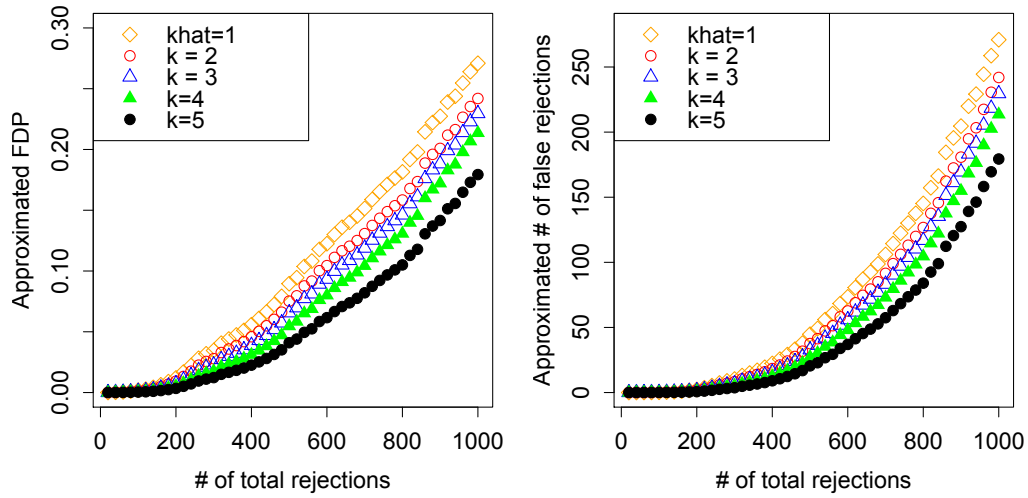 khat=1
k = 2
k = 3
k=4
k=5
Approximated FDP
0.30
0.20
0.10
0.00
0 200 400 600 800 1000
# of total rejections
khat=1
k = 2
k = 3
k=4
k=5
Approximated # of false rejections
250
200
150
100
50
0
0 200 400 600 800 1000
# of total rejections